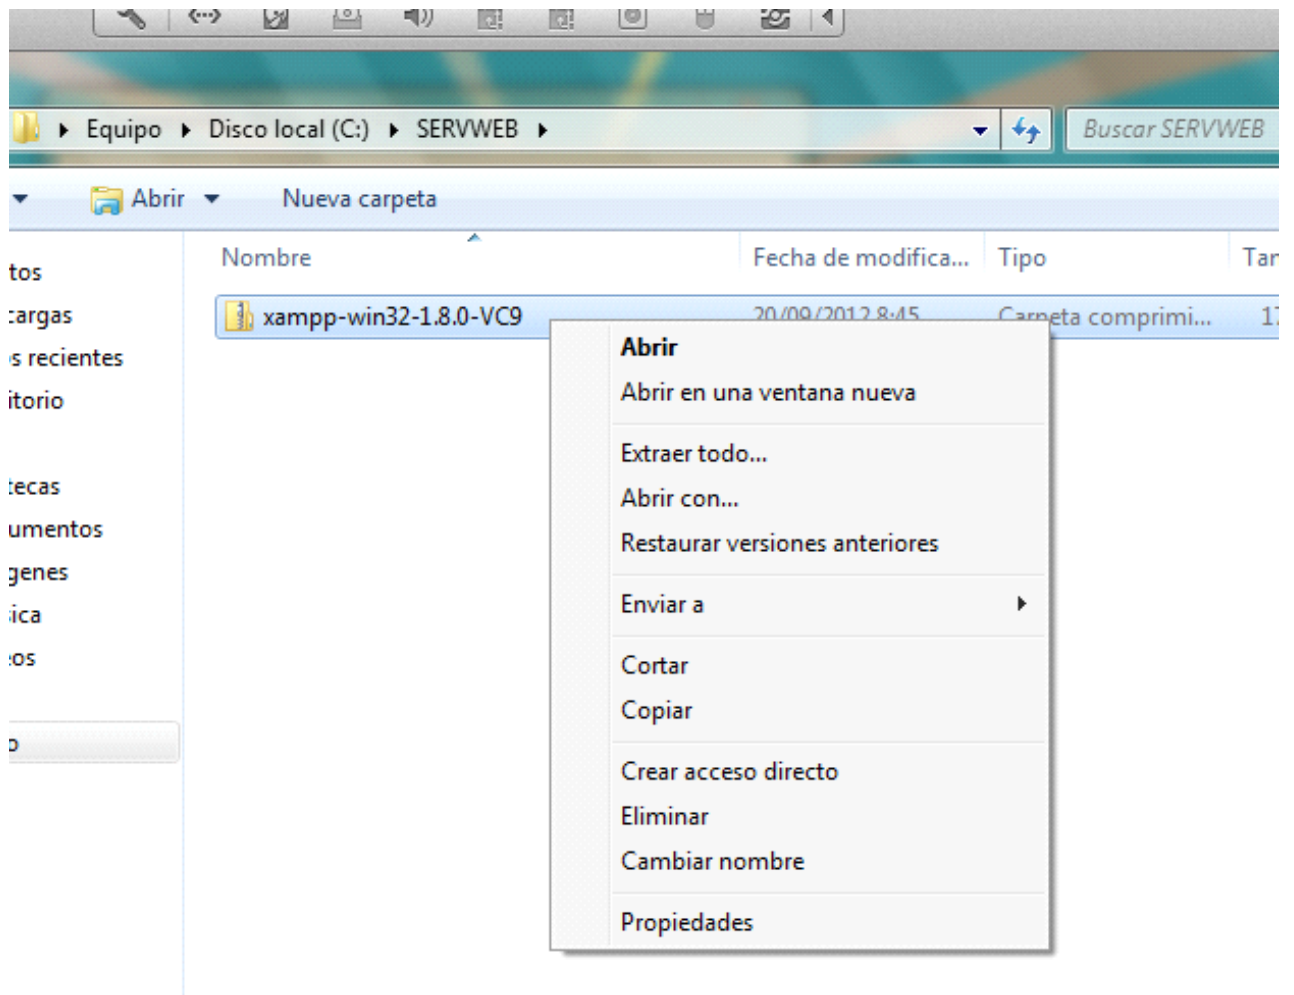 Equipo Disco local (C:) SERVWEB Buscar SERVWEB
Abrir Nueva carpeta
Nombre Fecha de modifica... Tipo
xampp-win32-1.8.0-VC9 20/09/2012 8:45 Carpeta comprimi...
tos
cargas
s recientes
itorio
tecas
umentos
genes
sica
eos
o
Abrir
Abrir en una ventana nueva
Extraer todo...
Abrir con...
Restaurar versiones anteriores
Enviar a
Cortar
Copiar
Crear acceso directo
Eliminar
Cambiar nombre
Propiedades